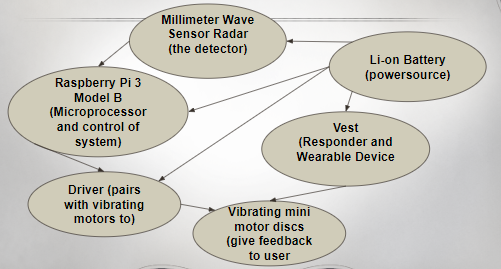 Millimeter Wave
Sensor Radar
(the detector)
Li-on Battery
(powersource)
Raspberry Pi 3
Model B
(Microprocessor
and control of
system)
Vest
(Responder and
Wearable Device
Driver (pairs
with vibrating
motors to)
Vibrating mini
motor discs
(give feedback
to user